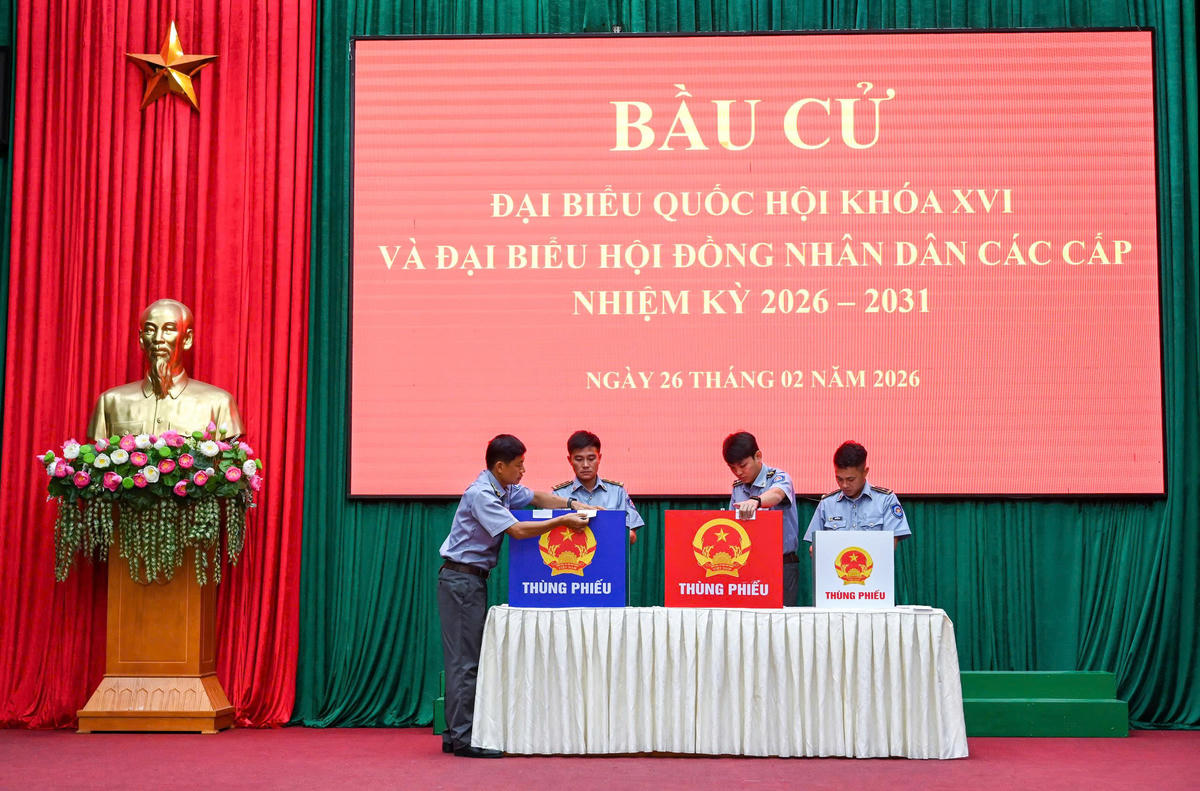 BẦU CỬ
ĐẠI BIỂU QUỐC HỘI KHÓA XVI
VÀ ĐẠI BIỂU HỘI ĐỒNG NHÂN DÂN CÁC CẤP
NHIỆM KỲ 2026 – 2031
NGÀY 26 THÁNG 02 NĂM 2026
THÙNG PHIẾU
THÙNG PHIẾU
THÙNG PHIẾU